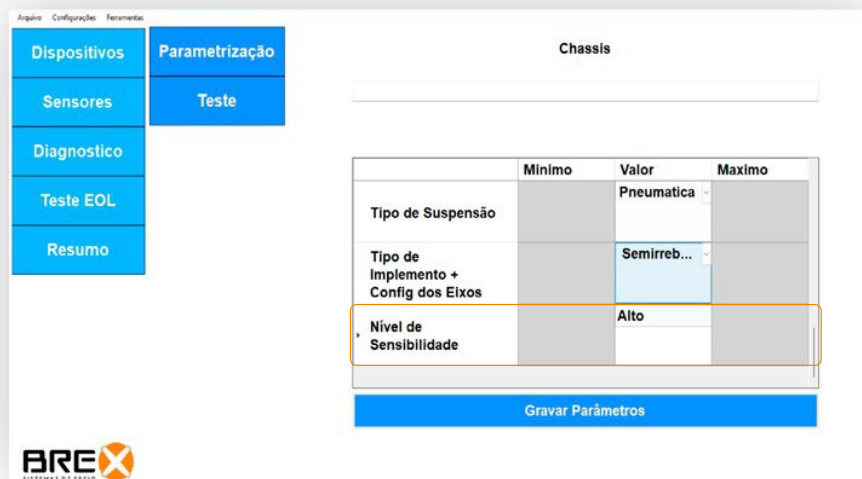 Arquivo Configurações Ferramentas
Dispositivos
Parametrização
Chassis
Sensores
Teste
Diagnostico
Teste EOL
Resumo
Minimo Valor Maximo
Tipo de Suspensão
Pneumatica
Tipo de
Implemento +
Config dos Eixos
Semirreb...
Nível de
Sensibilidade
Alto
Gravar Parâmetros
BREX